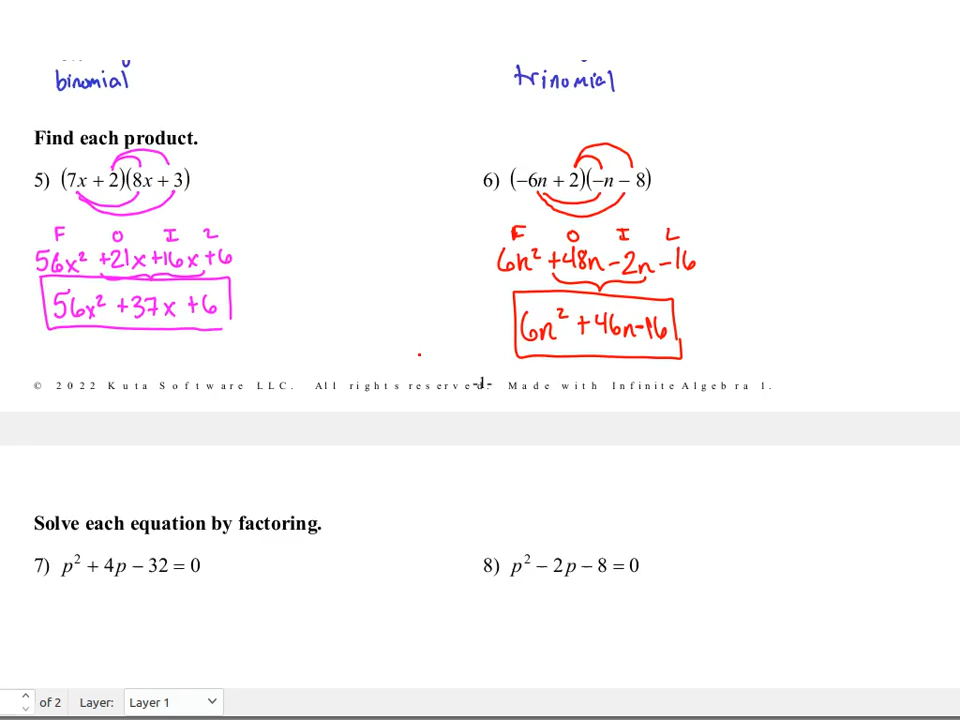 binomial
trinomial
Find each product.
5) (7x + 2)(8x + 3)
6) (−6n + 2)(−n − 8)
F O I L
56x² +21x +16x +6
56x² +37x +6
F O I L
6n² +48n −2n −16
6n² +46n−16
© 2022 Kuta Software LLC. All rights reserved. Made with Infinite Algebra 1.
-1-
Solve each equation by factoring.
7) p² + 4p − 32 = 0
8) p² − 2p − 8 = 0
of 2 Layer: Layer 1